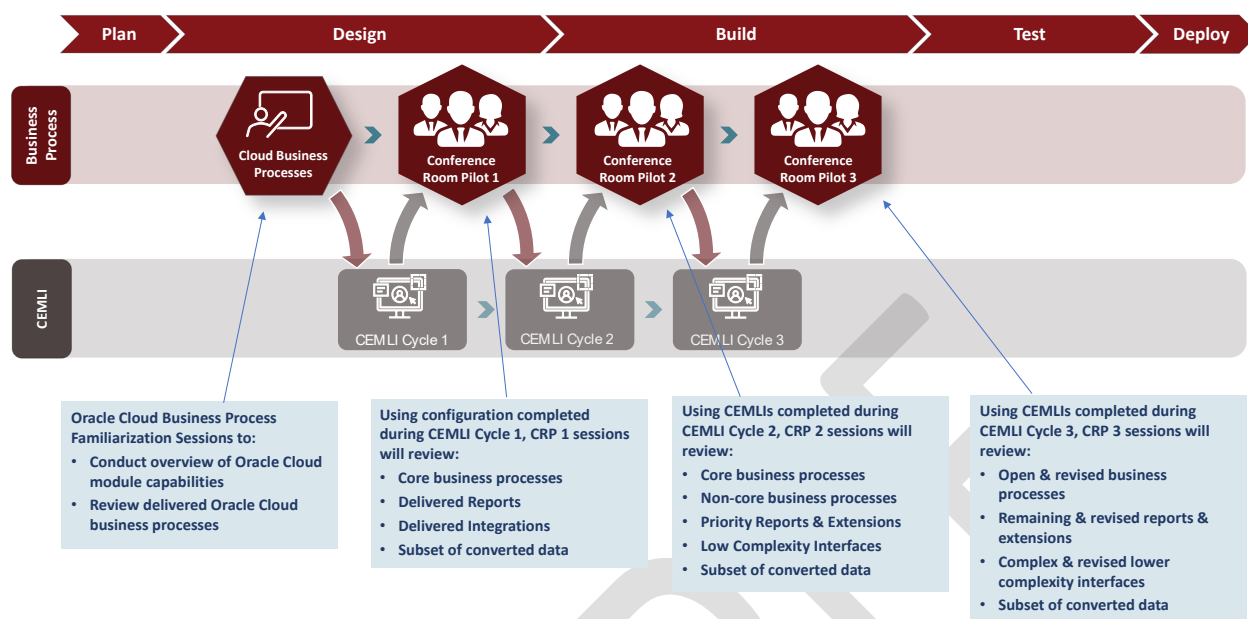 Plan
Design
Build
Test
Deploy
Business
Process
Cloud Business
Processes
Conference
Room Pilot 1
Conference
Room Pilot 2
Conference
Room Pilot 3
CEMLI
CEMLI Cycle 1
CEMLI Cycle 2
CEMLI Cycle 3
Oracle Cloud Business Process
Familiarization Sessions to:
• Conduct overview of Oracle Cloud
module capabilities
• Review delivered Oracle Cloud
business processes
Using configuration completed
during CEMLI Cycle 1, CRP 1 sessions
will review:
• Core business processes
• Delivered Reports
• Delivered Integrations
• Subset of converted data
Using CEMLIs completed during
CEMLI Cycle 2, CRP 2 sessions will
review:
• Core business processes
• Non-core business processes
• Priority Reports & Extensions
• Low Complexity Interfaces
• Subset of converted data
Using CEMLIs completed during
CEMLI Cycle 3, CRP 3 sessions will
review:
• Open & revised business
processes
• Remaining & revised reports &
extensions
• Complex & revised lower
complexity interfaces
• Subset of converted data